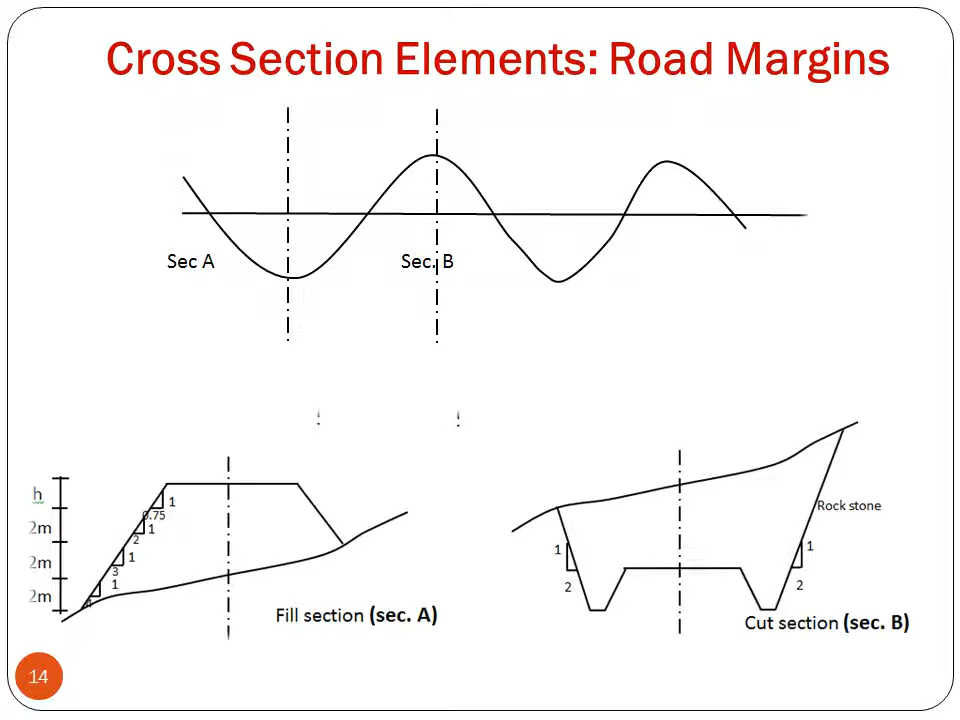 Cross Section Elements: Road Margins
Sec A
Sec. B
h
2m
2m
2m
1
0.75
1
2
1
3
1
4
Fill section (sec. A)
Rock stone
1
2
1
2
Cut section (sec. B)
14